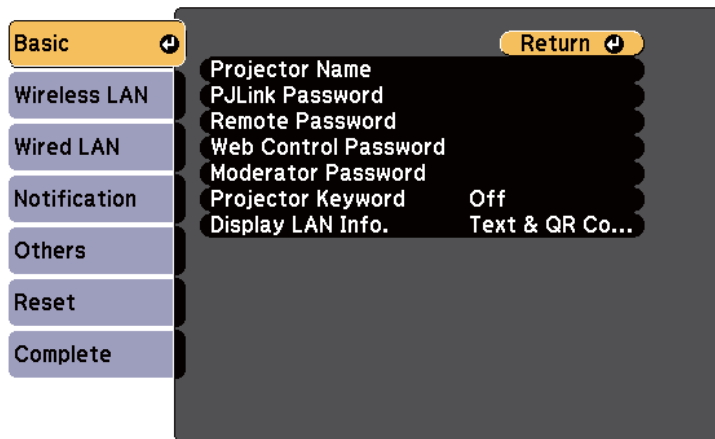 Basic
Wireless LAN
Wired LAN
Notification
Others
Reset
Complete
Return
Projector Name
PJLink Password
Remote Password
Web Control Password
Moderator Password
Projector Keyword Off
Display LAN Info. Text & QR Co...